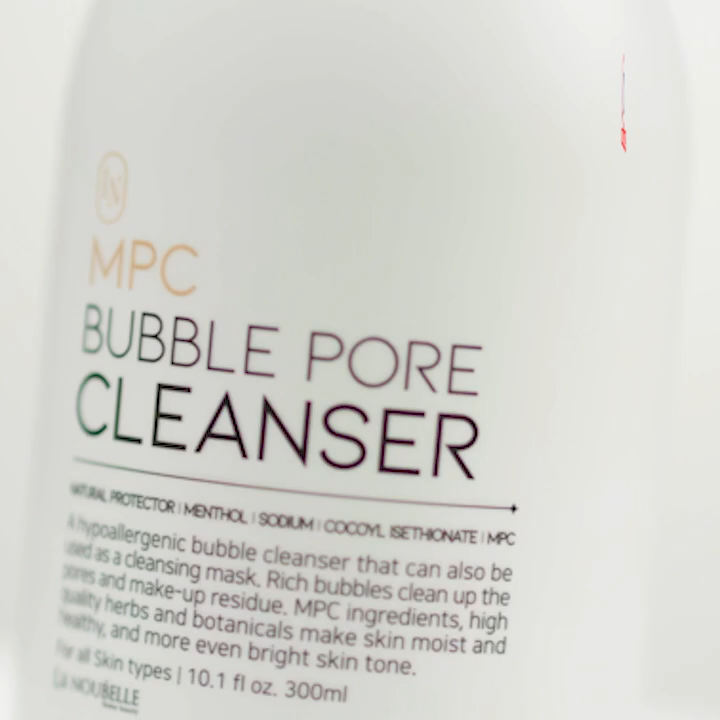 MPC
BUBBLE PORE
CLEANSER
NATURAL PROTECTOR | MENTHOL | SODIUM | COCOYL ISETHIONATE | MPC
A hypoallergenic bubble cleanser that can also be
used as a cleansing mask. Rich bubbles clean up the
pores and make-up residue. MPC ingredients, high
quality herbs and botanicals make skin moist and
healthy, and more even bright skin tone.
For all Skin types | 10.1 fl oz. 300ml
La NOUBELLE